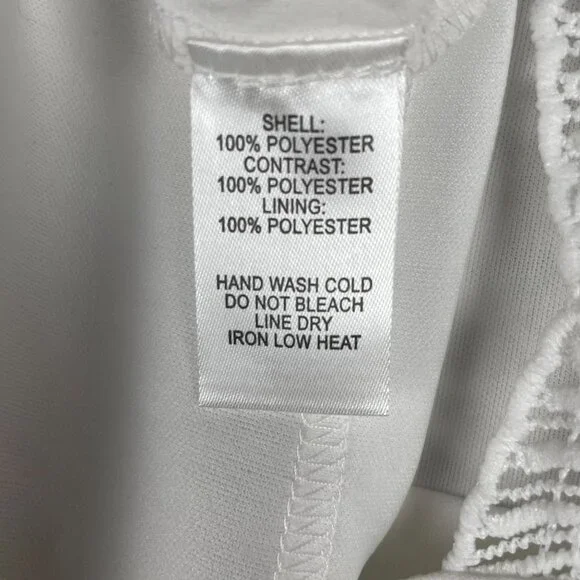 SHELL:
100% POLYESTER
CONTRAST:
100% POLYESTER
LINING:
100% POLYESTER
HAND WASH COLD
DO NOT BLEACH
LINE DRY
IRON LOW HEAT